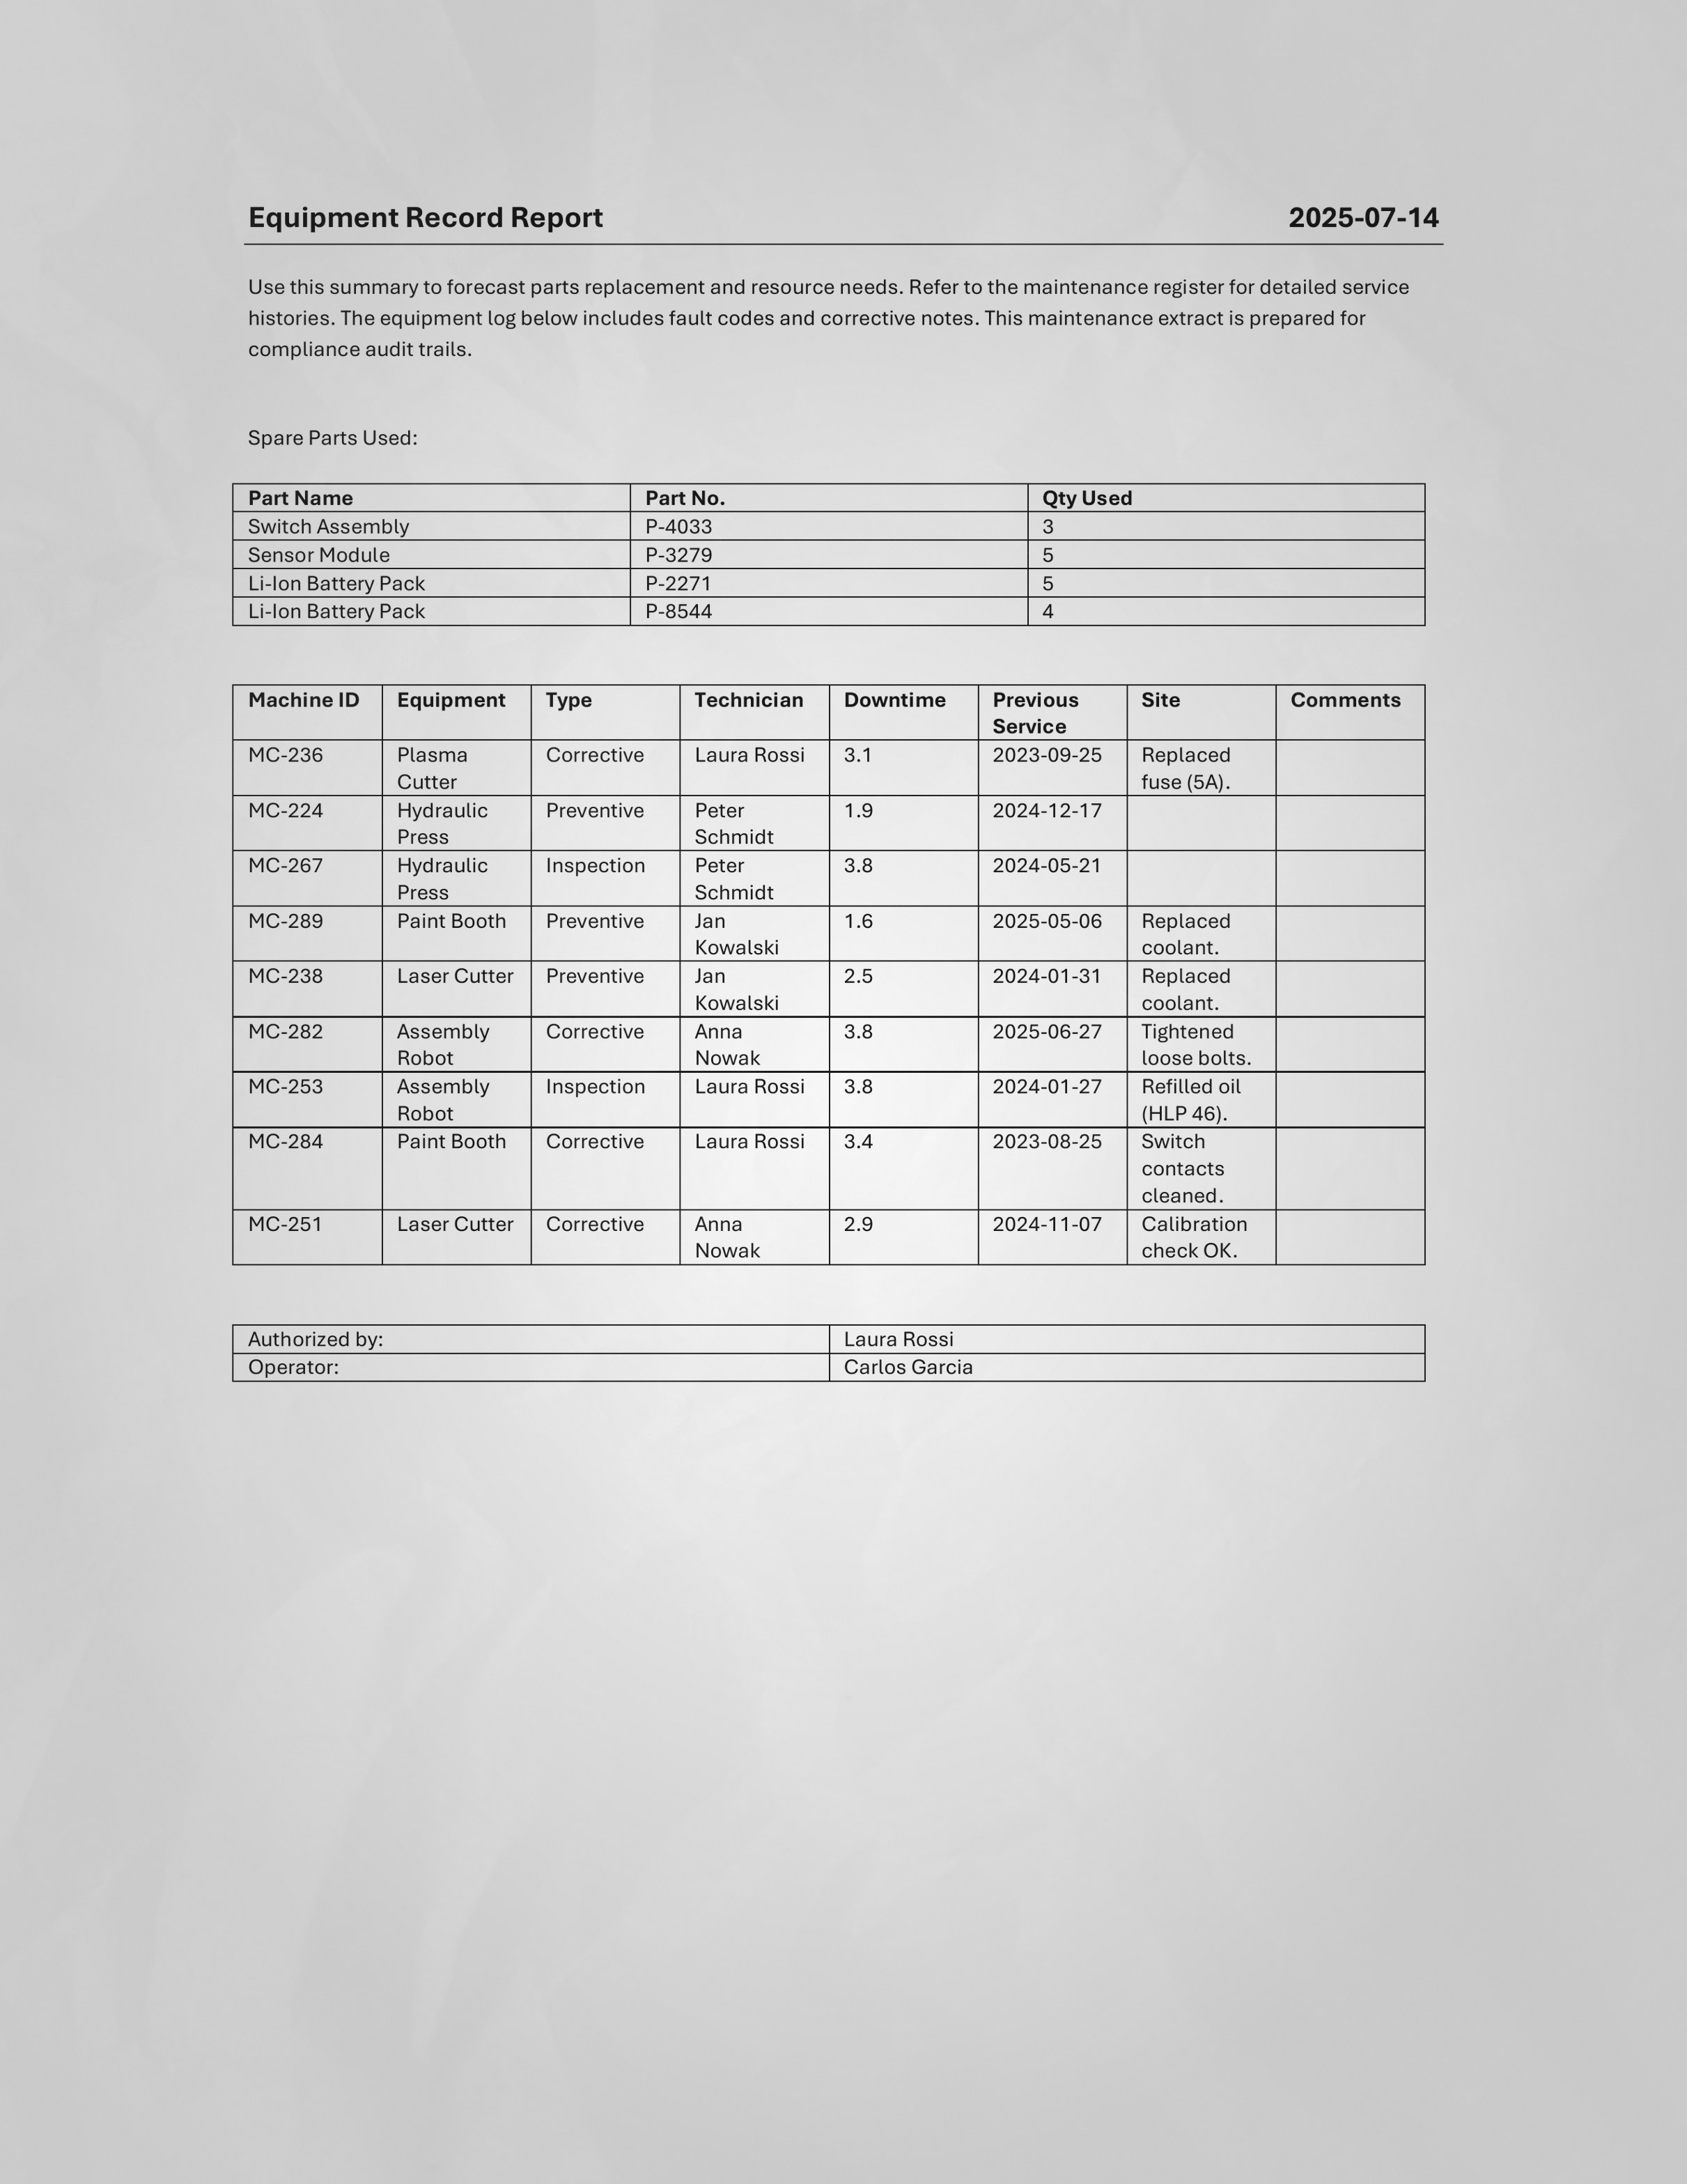 Equipment Record Report 2025-07-14
Use this summary to forecast parts replacement and resource needs. Refer to the maintenance register for detailed service
histories. The equipment log below includes fault codes and corrective notes. This maintenance extract is prepared for
compliance audit trails.
Spare Parts Used:
Part Name Part No. Qty Used
Switch Assembly P-4033 3
Sensor Module P-3279 5
Li-Ion Battery Pack P-2271 5
Li-Ion Battery Pack P-8544 4
Machine ID Equipment Type Technician Downtime Previous Site Comments
Service
MC-236 Plasma Corrective Laura Rossi 3.1 2023-09-25 Replaced
Cutter fuse (5A).
MC-224 Hydraulic Preventive Peter 1.9 2024-12-17
Press Schmidt
MC-267 Hydraulic Inspection Peter 3.8 2024-05-21
Press Schmidt
MC-289 Paint Booth Preventive Jan 1.6 2025-05-06 Replaced
Kowalski coolant.
MC-238 Laser Cutter Preventive Jan 2.5 2024-01-31 Replaced
Kowalski coolant.
MC-282 Assembly Corrective Anna 3.8 2025-06-27 Tightened
Robot Nowak loose bolts.
MC-253 Assembly Inspection Laura Rossi 3.8 2024-01-27 Refilled oil
Robot (HLP 46).
MC-284 Paint Booth Corrective Laura Rossi 3.4 2023-08-25 Switch
contacts
cleaned.
MC-251 Laser Cutter Corrective Anna 2.9 2024-11-07 Calibration
Nowak check OK.
Authorized by: Laura Rossi
Operator: Carlos Garcia